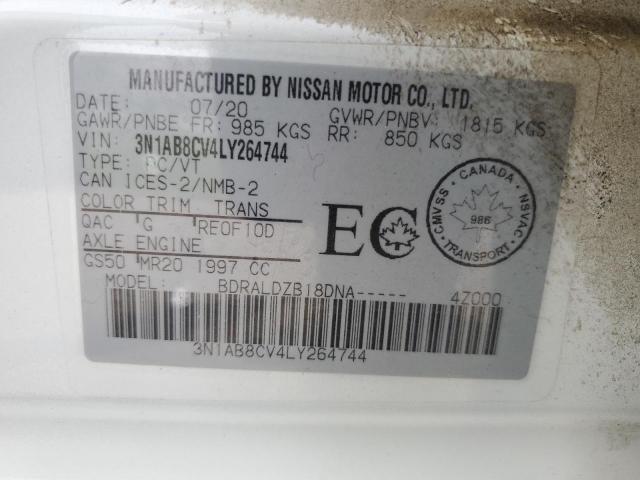 MANUFACTURED BY NISSAN MOTOR CO., LTD.
DATE: 07/20 GVWR/PNBV: 1815 KGS
GAWR/PNBE FR: 985 KGS RR: 850 KGS
VIN: 3N1AB8CV4LY264744
TYPE: PC/VT
CAN ICES-2/NMB-2
COLOR TRIM TRANS
QAC G RE0F10D
AXLE ENGINE
GS50 MR20 1997 CC
MODEL: BDRALDZB18DNA----- 4Z000
3N1AB8CV4LY264744
EC
CANADA
CMVSS
NSVAC
986
TRANSPORT